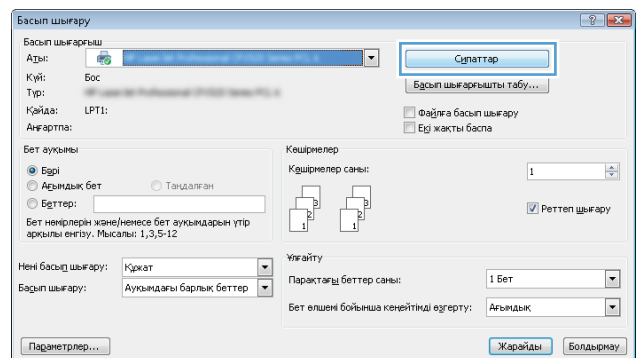 Басып шығару
Басып шығарғыш
Аты:
Сипаттар
Күй: Бос
Түр:
Басып шығарғышты табу...
Қайда: LPT1:
Файлға басып шығару
Аңғартпа:
Екі жақты баспа
Бет ауқымы
Көшірмелер
Бәрі
Көшірмелер саны: 1
Ағымдық бет Таңдалған
Беттер:
Реттеп шығару
Бет нөмірлерін және/немесе бет ауқымдарын үтір
арқылы енгізу. Мысалы: 1,3,5-12
Нені басып шығару: Құжат
Басып шығару: Ауқымдағы барлық беттер
Ұлғайту
Парақтағы беттер саны: 1 Бет
Бет өлшемі бойынша кеңейтімді өзгерту: Ағымдық
Параметрлер...
Жарайды
Болдырмау